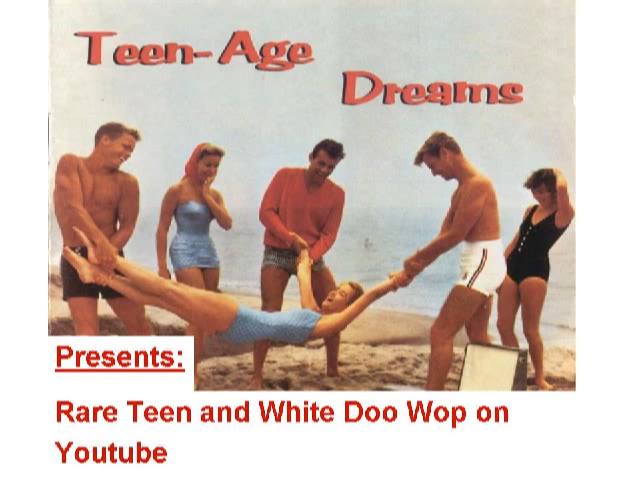 Teen-Age
Dreams
Presents:
Rare Teen and White Doo Wop on
Youtube